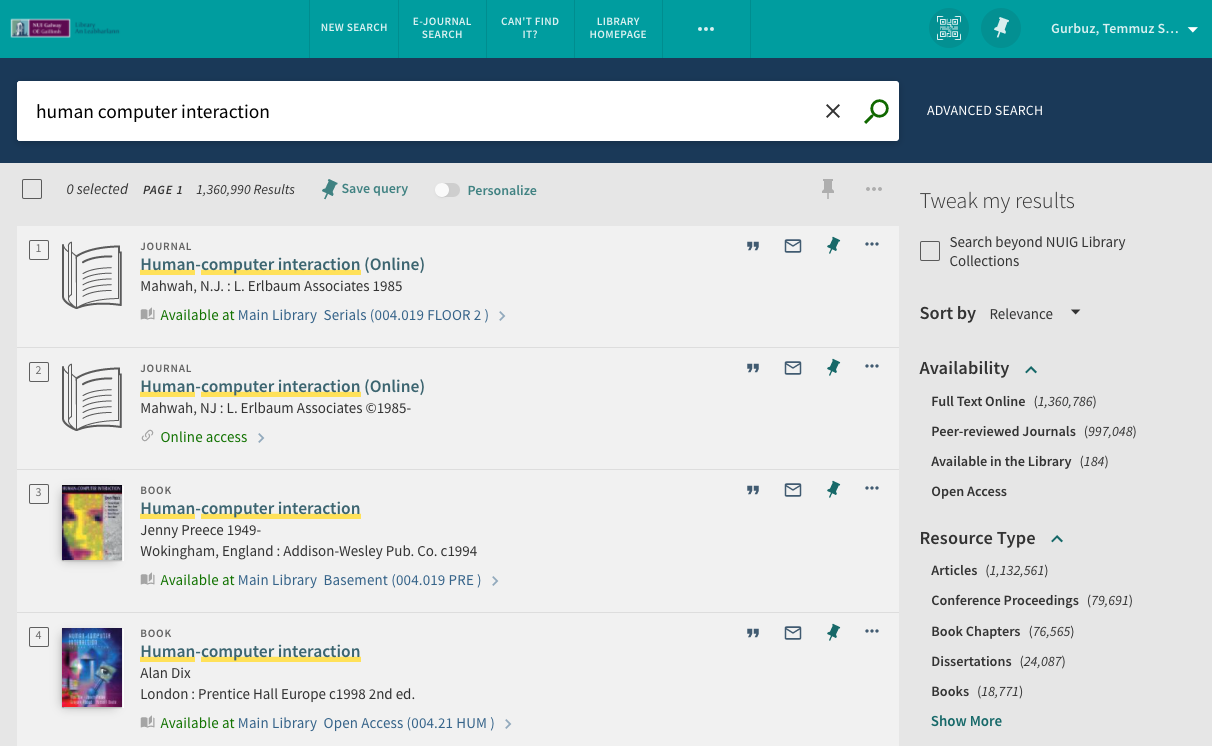 NUI Galway
OÉ Gaillimh
Library
NEW SEARCH
E-JOURNAL
SEARCH
CAN'T FIND
IT?
LIBRARY
HOMEPAGE
Gurbuz, Temmuz S...
human computer interaction
ADVANCED SEARCH
0 selected PAGE 1 1,360,990 Results Save query Personalize
1
JOURNAL
Human-computer interaction (Online)
Mahwah, N.J. : L. Erlbaum Associates 1985
Available at Main Library Serials (004.019 FLOOR 2 )
2
JOURNAL
Human-computer interaction (Online)
Mahwah, NJ : L. Erlbaum Associates ©1985-
Online access
3
HUMAN-COMPUTER INTERACTION
BOOK
Human-computer interaction
Jenny Preece 1949-
Wokingham, England : Addison-Wesley Pub. Co. c1994
Available at Main Library Basement (004.019 PRE )
4
HUMAN-COMPUTER
INTERACTION
BOOK
Human-computer interaction
Alan Dix
London : Prentice Hall Europe c1998 2nd ed.
Available at Main Library Open Access (004.21 HUM )
Tweak my results
Search beyond NUIG Library
Collections
Sort by Relevance
Availability
Full Text Online (1,360,786)
Peer-reviewed Journals (997,048)
Available in the Library (184)
Open Access
Resource Type
Articles (1,132,561)
Conference Proceedings (79,691)
Book Chapters (76,565)
Dissertations (24,087)
Books (18,771)
Show More